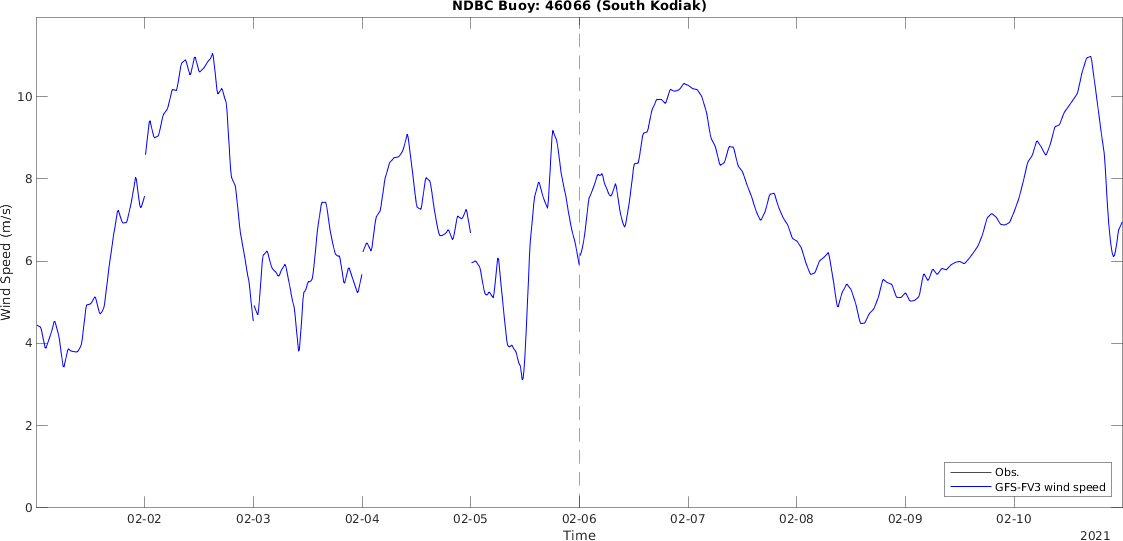 NDBC Buoy: 46066 (South Kodiak)
10
8
6
4
2
0
Wind Speed (m/s)
Obs.
GFS-FV3 wind speed
02-02 02-03 02-04 02-05 02-06 02-07 02-08 02-09 02-10
Time
2021